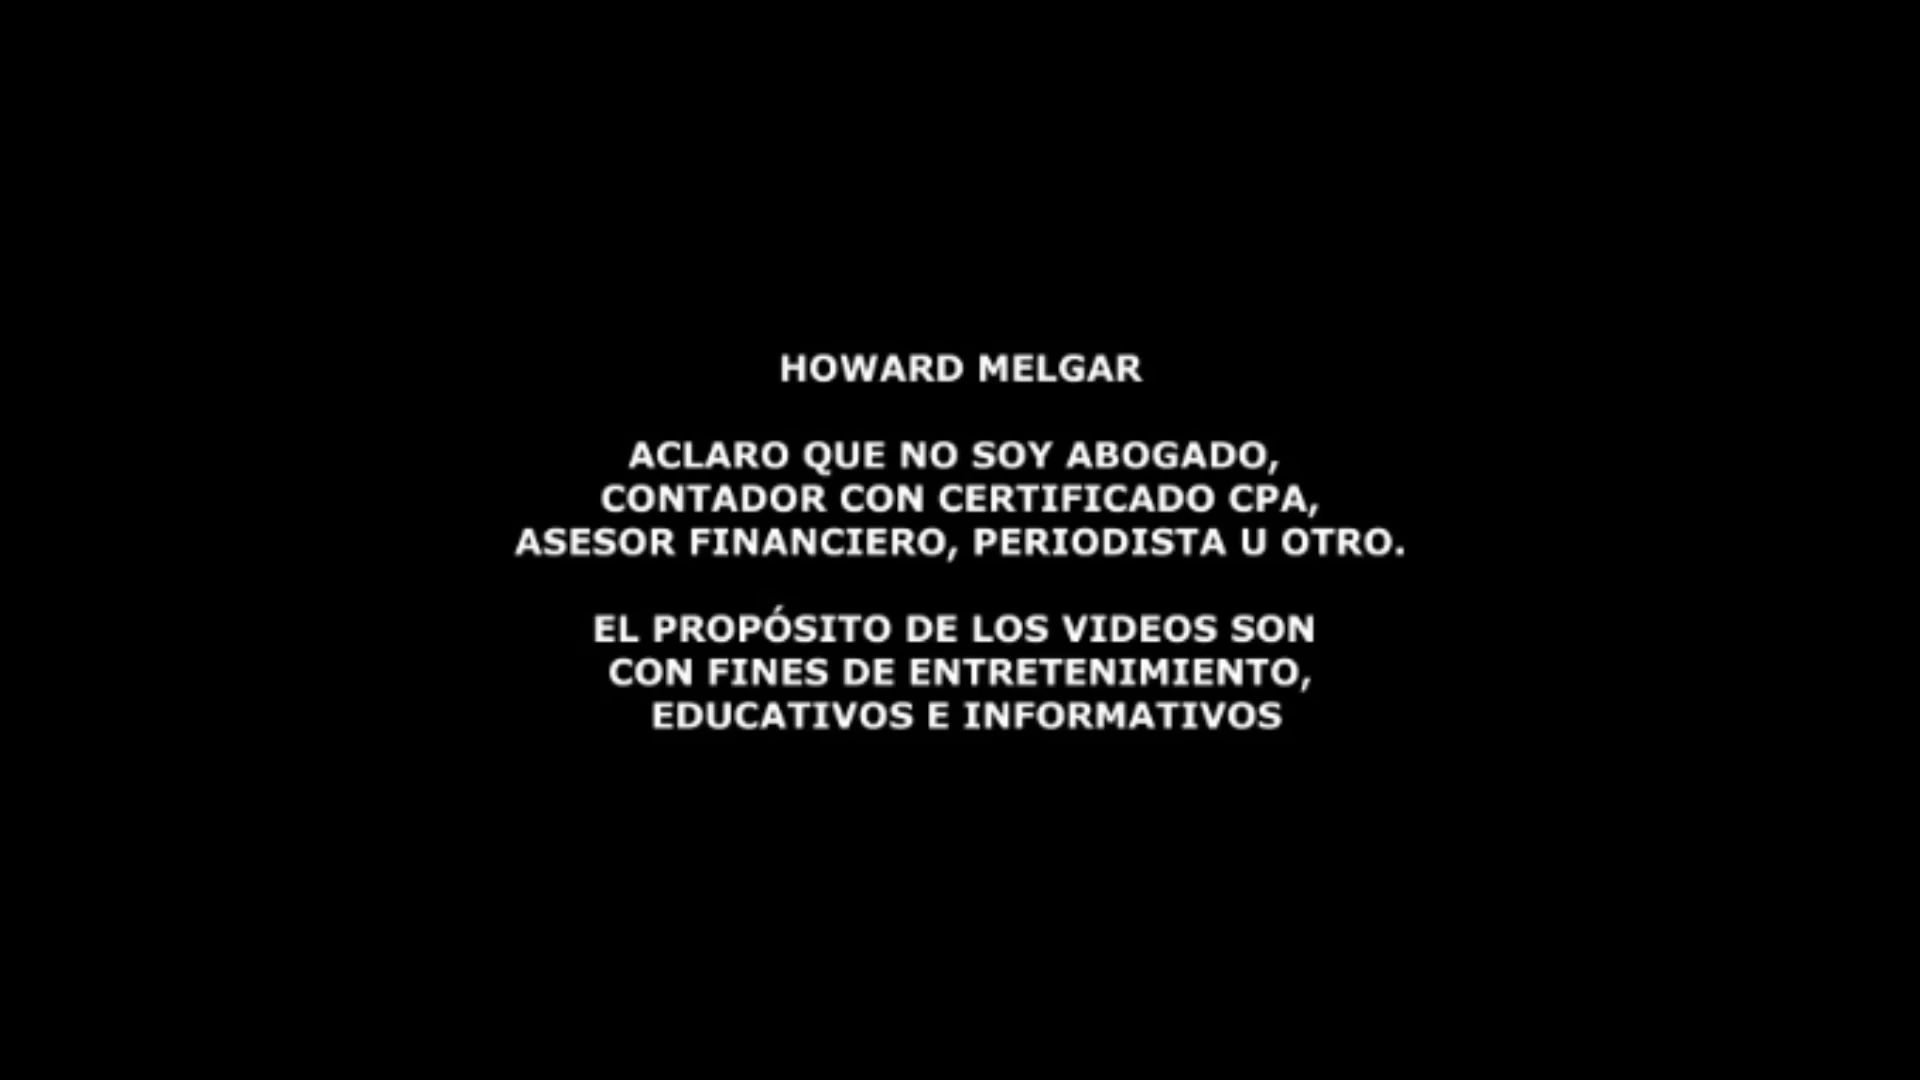 HOWARD MELGAR
ACLARO QUE NO SOY ABOGADO,
CONTADOR CON CERTIFICADO CPA,
ASESOR FINANCIERO, PERIODISTA U OTRO.
EL PROPÓSITO DE LOS VIDEOS SON
CON FINES DE ENTRETENIMIENTO,
EDUCATIVOS E INFORMATIVOS